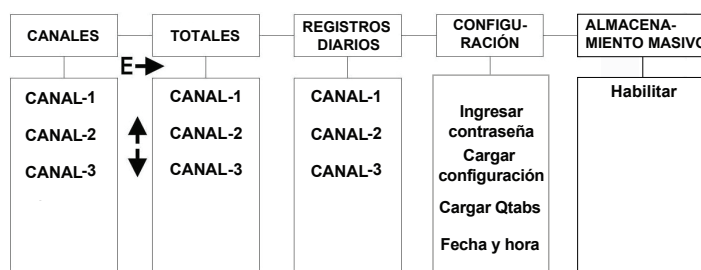 CANALES
TOTALES
REGISTROS
DIARIOS
CONFIGU-
RACIÓN
ALMACENA-
MIENTO MASIVO
E
CANAL-1
CANAL-2
CANAL-3
CANAL-1
CANAL-2
CANAL-3
CANAL-1
CANAL-2
CANAL-3
Ingresar
contraseña
Cargar
configuración
Cargar Qtabs
Fecha y hora
Habilitar